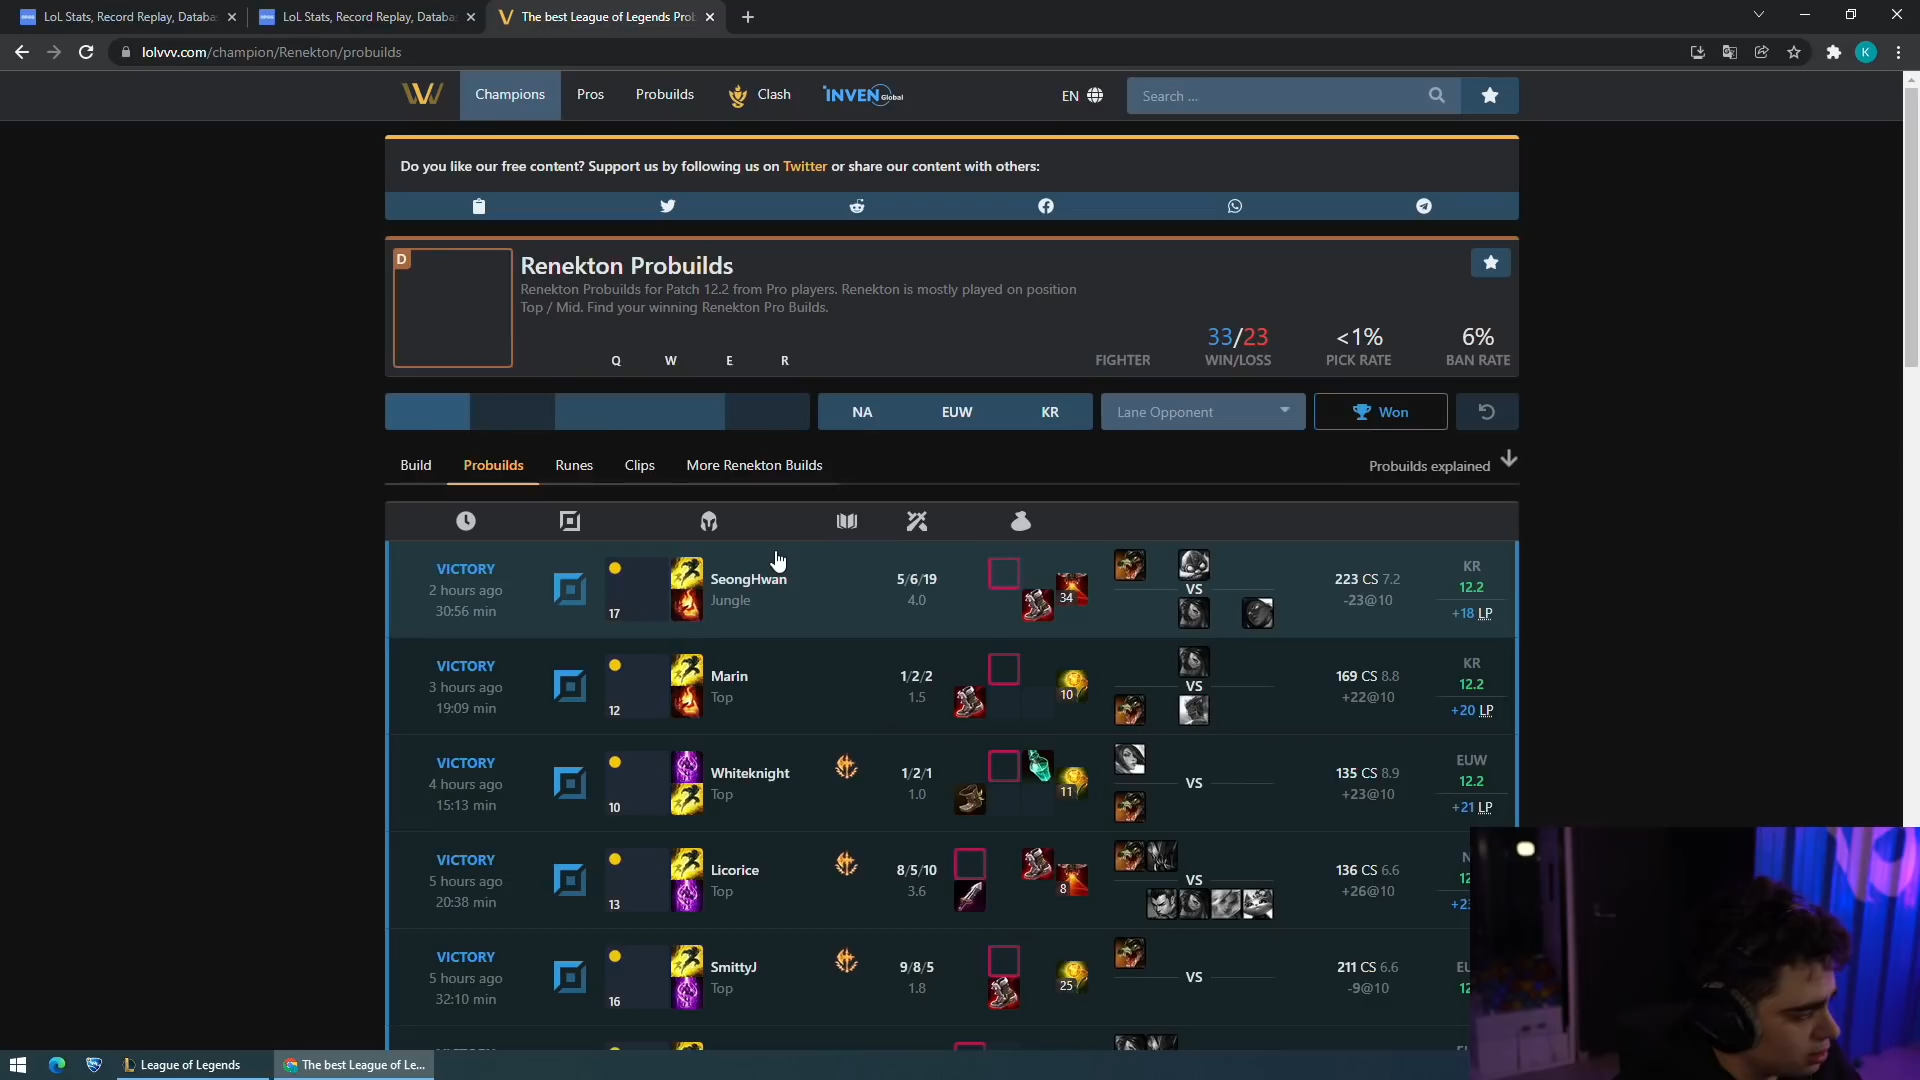 LoL Stats, Record Replay, Databa
LoL Stats, Record Replay, Databa
The best League of Legends Pro
lolvvv.com/champion/Renekton/probuilds
K
Champions
Pros
Probuilds
Clash
INVEN Global
EN
Search ...
Do you like our free content? Support us by following us on Twitter or share our content with others:
D
Renekton Probuilds
Renekton Probuilds for Patch 12.2 from Pro players. Renekton is mostly played on position
Top / Mid. Find your winning Renekton Pro Builds.
Q W E R
FIGHTER
33/23
WIN/LOSS
<1%
PICK RATE
6%
BAN RATE
NA EUW KR
Lane Opponent
Won
Build
Probuilds
Runes
Clips
More Renekton Builds
Probuilds explained
VICTORY
2 hours ago
30:56 min
17
SeongHwan
Jungle
5/6/19
4.0
34
VS
223 CS 7.2
-23@10
KR
12.2
+18 LP
VICTORY
3 hours ago
19:09 min
12
Marin
Top
1/2/2
1.5
10
VS
169 CS 8.8
+22@10
KR
12.2
+20 LP
VICTORY
4 hours ago
15:13 min
10
Whiteknight
Top
1/2/1
1.0
11
VS
135 CS 8.9
+23@10
EUW
12.2
+21 LP
VICTORY
5 hours ago
20:38 min
13
Licorice
Top
8/5/10
3.6
8
VS
136 CS 6.6
+26@10
N
12
+2
VICTORY
5 hours ago
32:10 min
16
SmittyJ
Top
9/8/5
1.8
25
VS
211 CS 6.6
-9@10
EU
12
League of Legends
The best League of Le...